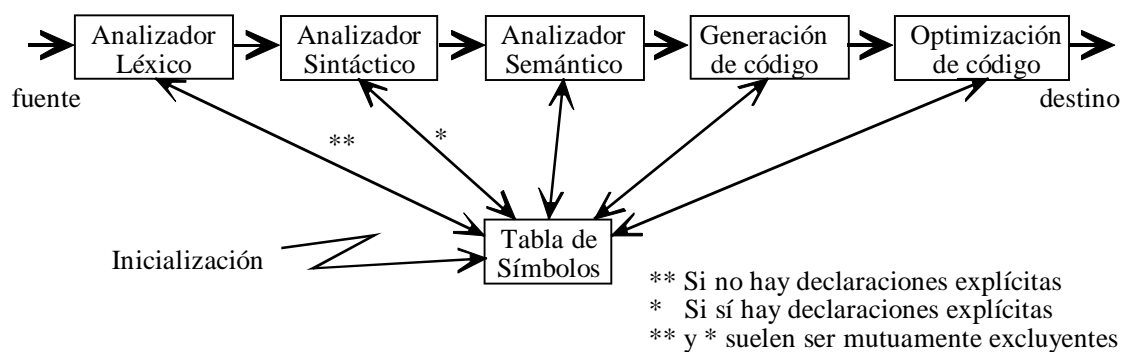 Analizador
Léxico
Analizador
Sintáctico
Analizador
Semántico
Generación
de código
Optimización
de código
fuente
destino
**
*
Inicialización
Tabla de
Símbolos
** Si no hay declaraciones explícitas
* Si sí hay declaraciones explícitas
** y * suelen ser mutuamente excluyentes